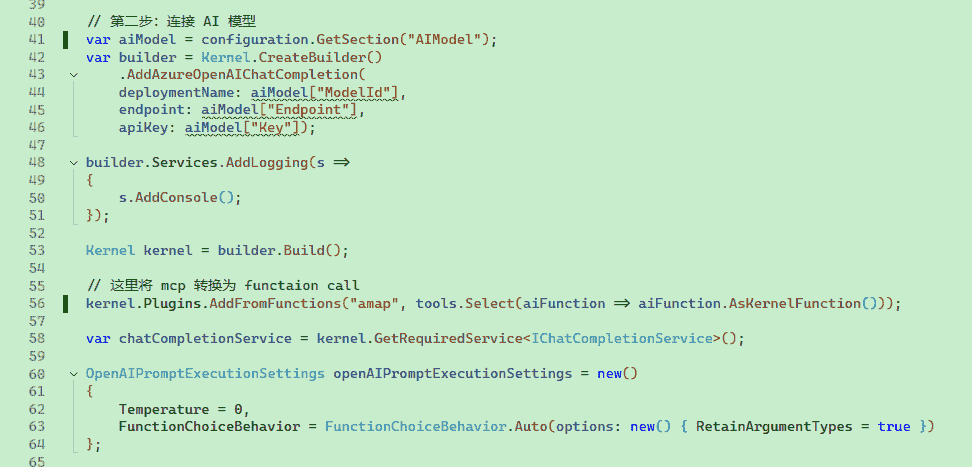 39
40 // 第二步：连接 AI 模型
41 var aiModel = configuration.GetSection("AIModel");
42 var builder = Kernel.CreateBuilder()
43 .AddAzureOpenAIChatCompletion(
44 deploymentName: aiModel["ModelId"],
45 endpoint: aiModel["Endpoint"],
46 apiKey: aiModel["Key"]);
47
48 builder.Services.AddLogging(s =>
49 {
50 s.AddConsole();
51 });
52
53 Kernel kernel = builder.Build();
54
55 // 这里将 mcp 转换为 functaion call
56 kernel.Plugins.AddFromFunctions("amap", tools.Select(aiFunction => aiFunction.AsKernelFunction()));
57
58 var chatCompletionService = kernel.GetRequiredService<IChatCompletionService>();
59
60 OpenAIPromptExecutionSettings openAIPromptExecutionSettings = new()
61 {
62 Temperature = 0,
63 FunctionChoiceBehavior = FunctionChoiceBehavior.Auto(options: new() { RetainArgumentTypes = true })
64 };
65